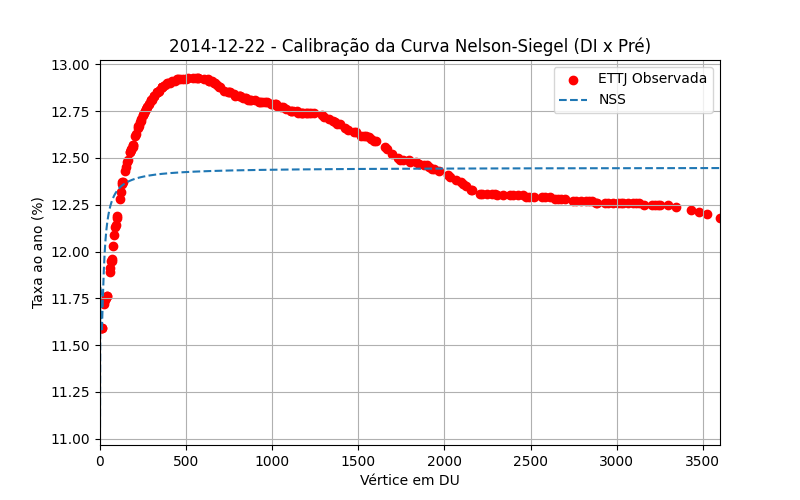 2014-12-22 - Calibração da Curva Nelson-Siegel (DI x Pré)
ETTJ Observada
NSS
Taxa ao ano (%)
13.00
12.75
12.50
12.25
12.00
11.75
11.50
11.25
11.00
0 500 1000 1500 2000 2500 3000 3500
Vértice em DU